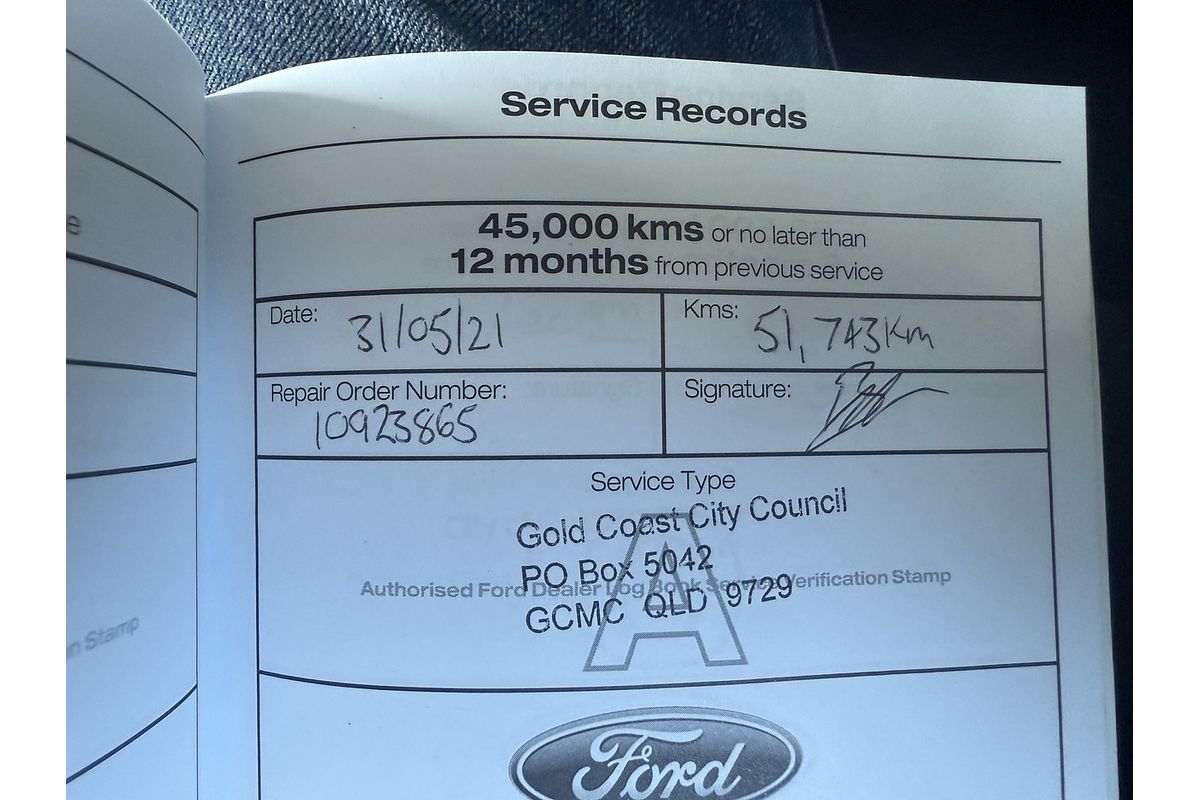 Service Records
45,000 kms or no later than
12 months from previous service
Date: 31/05/21
Kms: 51,743km
Repair Order Number:
10923865
Signature:
Service Type
Gold Coast City Council
PO Box 5042
GCMC QLD 9729
A
Authorised Ford Dealer Log Book Service Verification Stamp
Ford
e
n Stamp